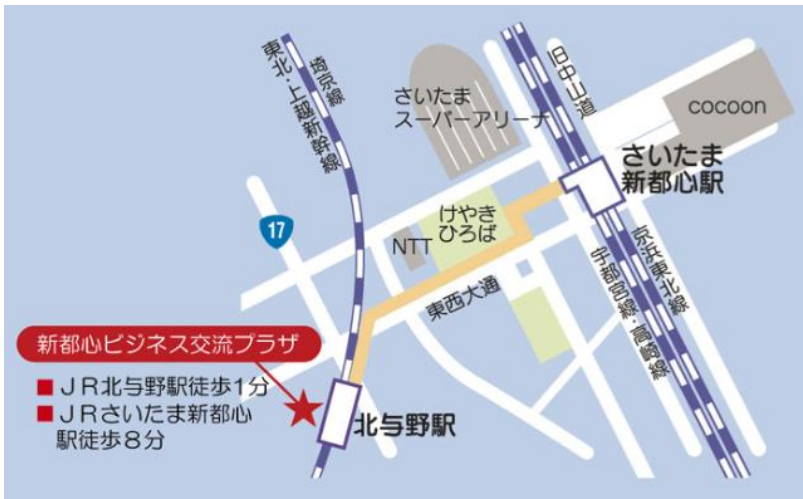 東北・上越新幹線
埼京線
さいたま
スーパーアリーナ
旧中山道
cocoon
さいたま
新都心駅
けやき
ひろば
NTT
17
東西大通
宇都宮線・高崎線
京浜東北線
新都心ビジネス交流プラザ
■ JR北与野駅徒歩1分
■ JRさいたま新都心
駅徒歩8分
北与野駅